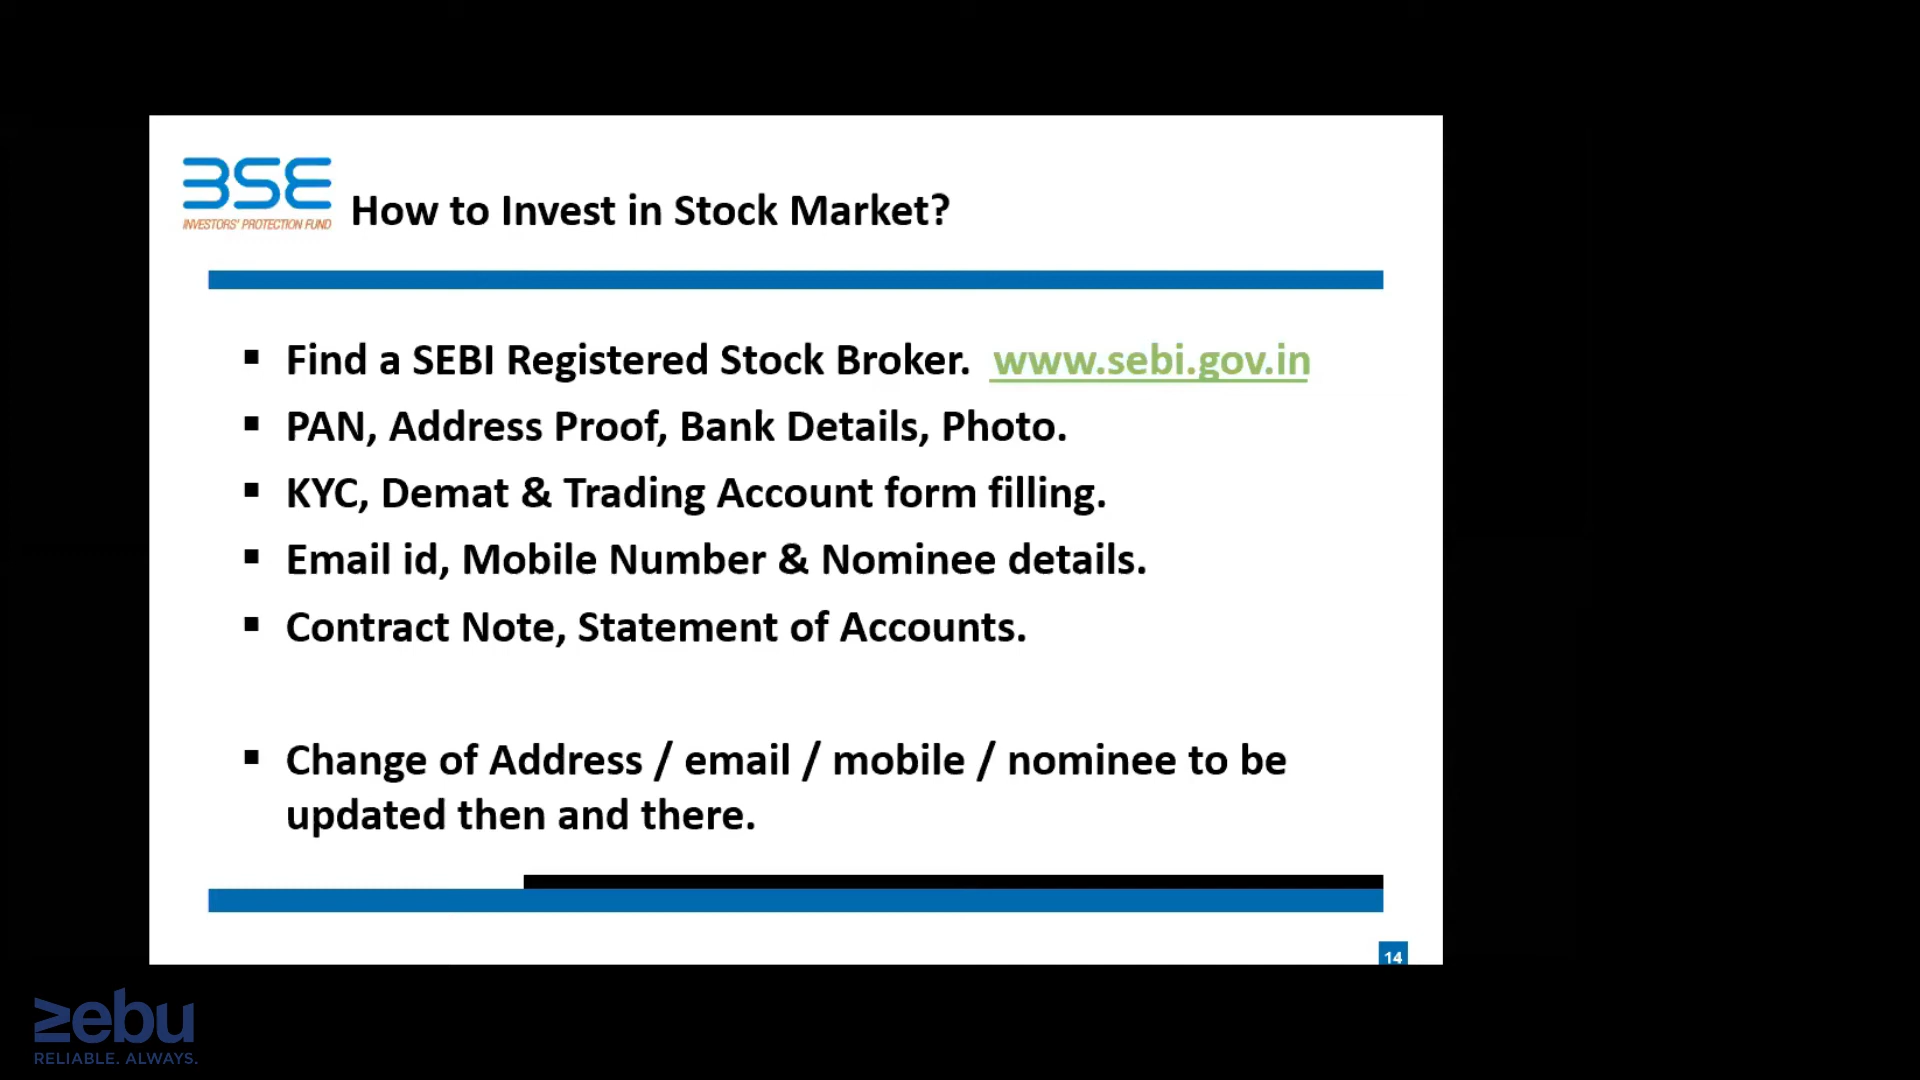 BSE
INVESTORS' PROTECTION FUND
How to Invest in Stock Market?
▪ Find a SEBI Registered Stock Broker. www.sebi.gov.in
▪ PAN, Address Proof, Bank Details, Photo.
▪ KYC, Demat & Trading Account form filling.
▪ Email id, Mobile Number & Nominee details.
▪ Contract Note, Statement of Accounts.
▪ Change of Address / email / mobile / nominee to be
updated then and there.
14
zebu
RELIABLE. ALWAYS.